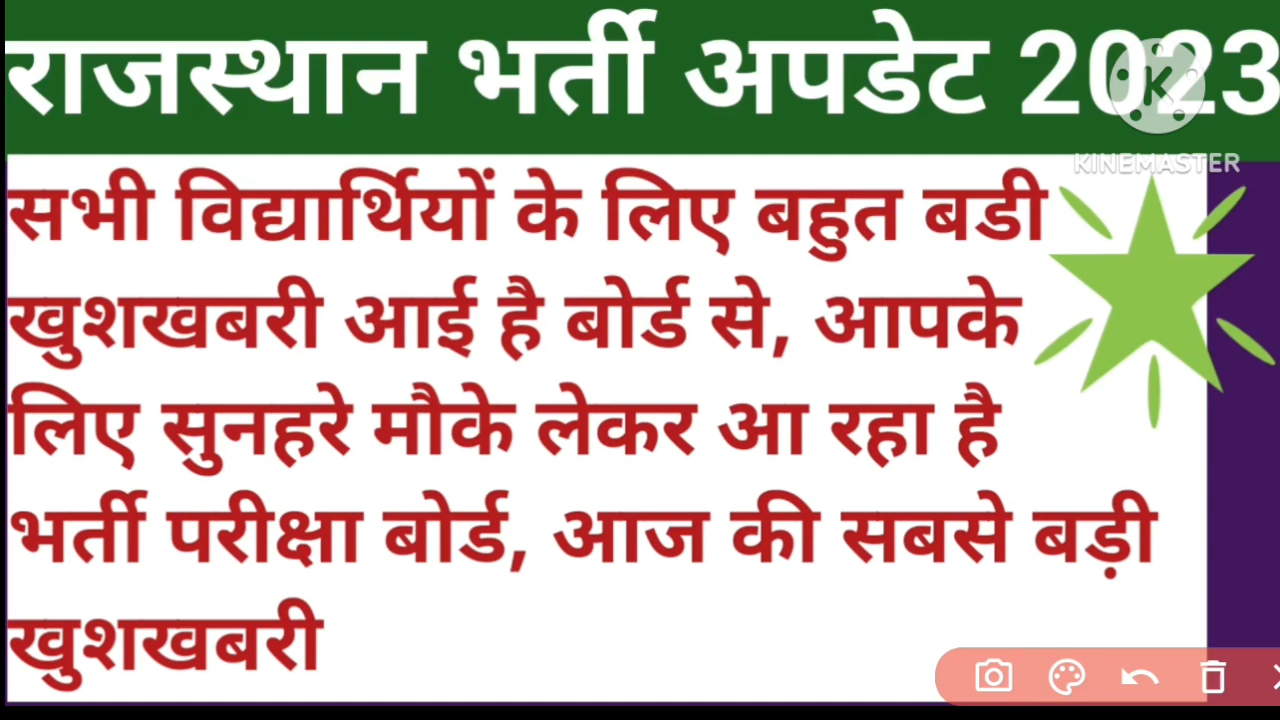 राजस्थान भर्ती अपडेट 2023
KINEMASTER
सभी विद्यार्थियों के लिए बहुत बडी
खुशखबरी आई है बोर्ड से, आपके
लिए सुनहरे मौके लेकर आ रहा है
भर्ती परीक्षा बोर्ड, आज की सबसे बड़ी
खुशखबरी